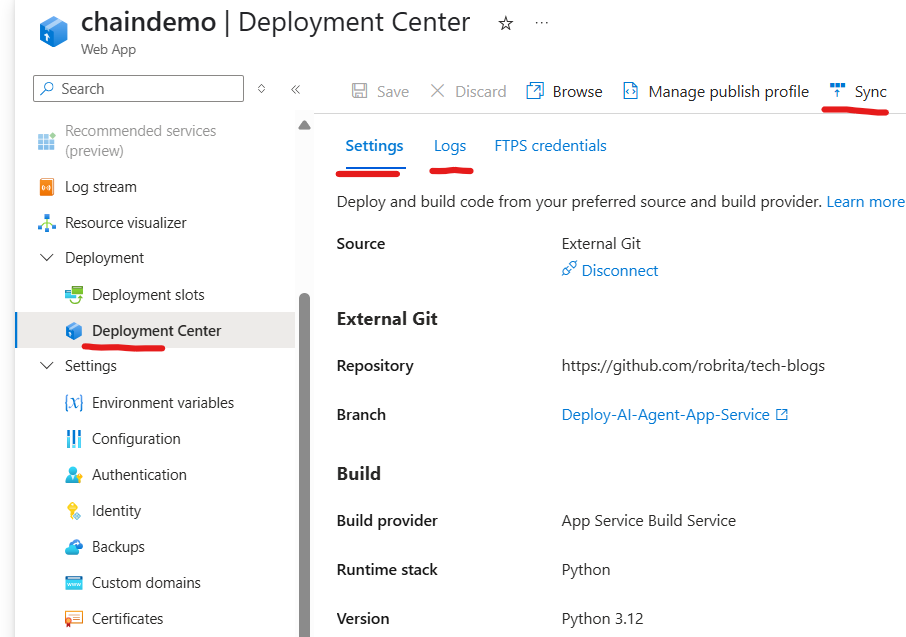 chaindemo | Deployment Center
Web App
Search
Recommended services
(preview)
Log stream
Resource visualizer
Deployment
Deployment slots
Deployment Center
Settings
Environment variables
Configuration
Authentication
Identity
Backups
Custom domains
Certificates
Save Discard Browse Manage publish profile Sync
Settings Logs FTPS credentials
Deploy and build code from your preferred source and build provider. Learn more
Source External Git
Disconnect
External Git
Repository https://github.com/robrita/tech-blogs
Branch Deploy-AI-Agent-App-Service
Build
Build provider App Service Build Service
Runtime stack Python
Version Python 3.12